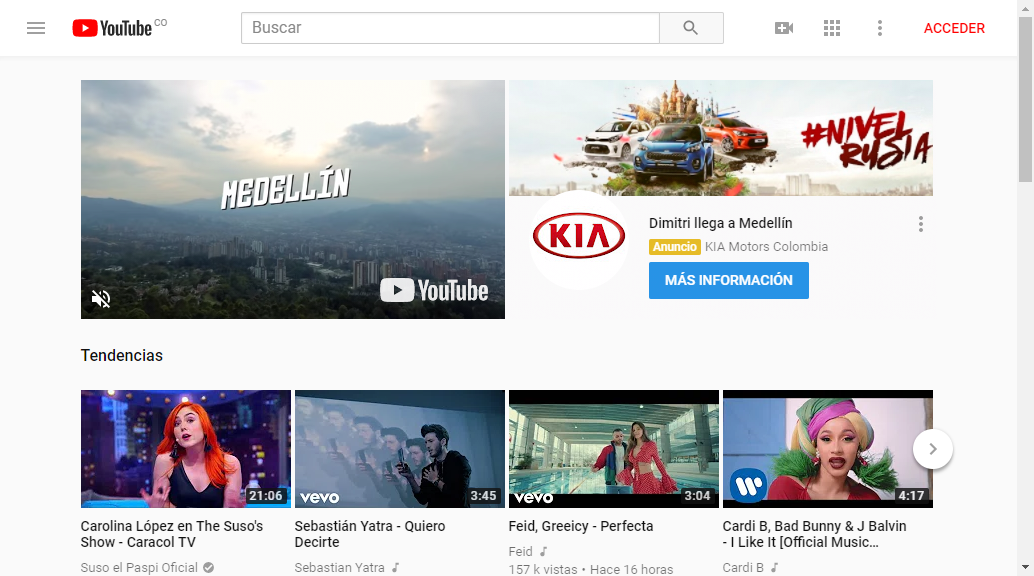 YouTube CO
Buscar
ACCEDER
MEDELLÍN
YouTube
#NIVEL
RUSIA
KIA
Dimitri llega a Medellín
Anuncio KIA Motors Colombia
MÁS INFORMACIÓN
Tendencias
21:06
vevo 3:45
vevo 3:04
4:17
Carolina López en The Suso's
Show - Caracol TV
Suso el Paspi Oficial
Sebastián Yatra - Quiero
Decirte
Sebastian Yatra
Feid, Greeicy - Perfecta
Feid
157 k vistas • Hace 16 horas
Cardi B, Bad Bunny & J Balvin
- I Like It [Official Music...
Cardi B